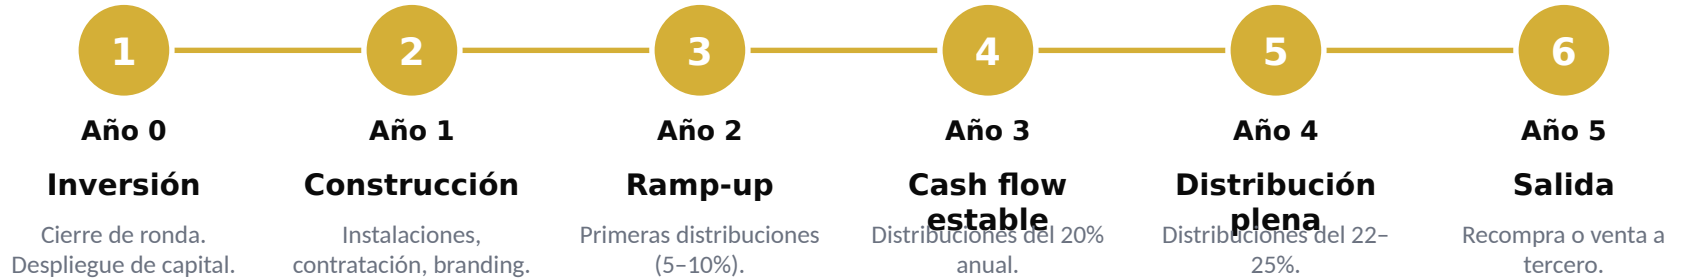 1
2
3
4
5
6
Año 0
Año 1
Año 2
Año 3
Año 4
Año 5
Inversión
Construcción
Ramp-up
Cash flow
estable
Distribución
plena
Salida
Cierre de ronda.
Despliegue de capital.
Instalaciones,
contratación, branding.
Primeras distribuciones
(5–10%).
Distribuciones del 20%
anual.
Distribuciones del 22–
25%.
Recompra o venta a
tercero.